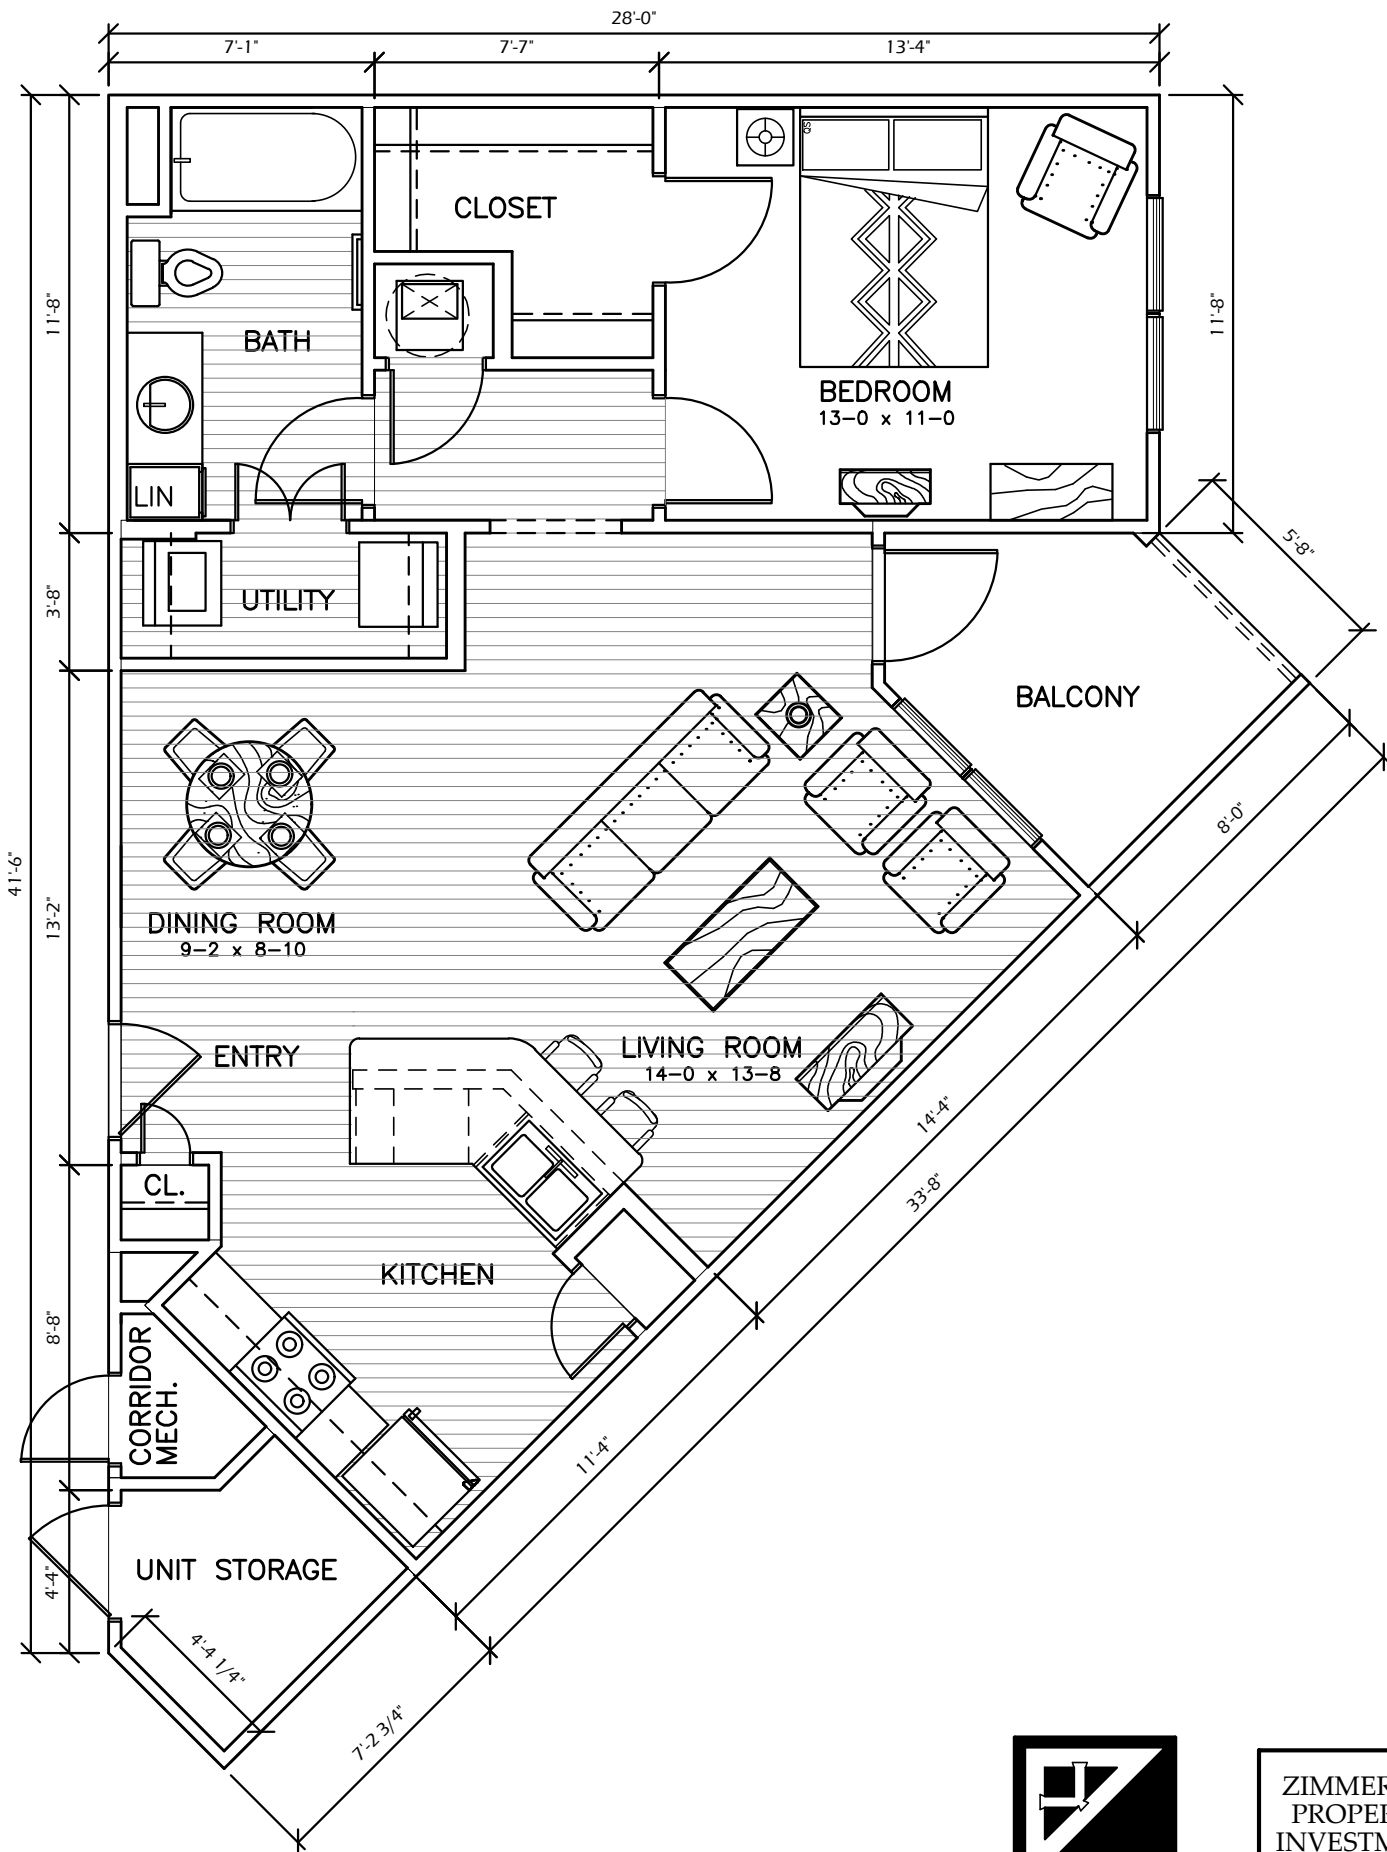 28'-0"
7'-1"
7'-7"
13'-4"
QS
CLOSET
11'-8"
11'-8"
BATH
BEDROOM
13-0 x 11-0
LIN
5'-8"
3'-8"
UTILITY
BALCONY
8'-0"
41'-6"
13'-2"
DINING ROOM
9-2 x 8-10
ENTRY
LIVING ROOM
14-0 x 13-8
14'-4"
33'-8"
CL.
KITCHEN
8'-8"
CORRIDOR
MECH.
11'-4"
UNIT STORAGE
4'-4"
4'-4 1/4"
7'-2 3/4"